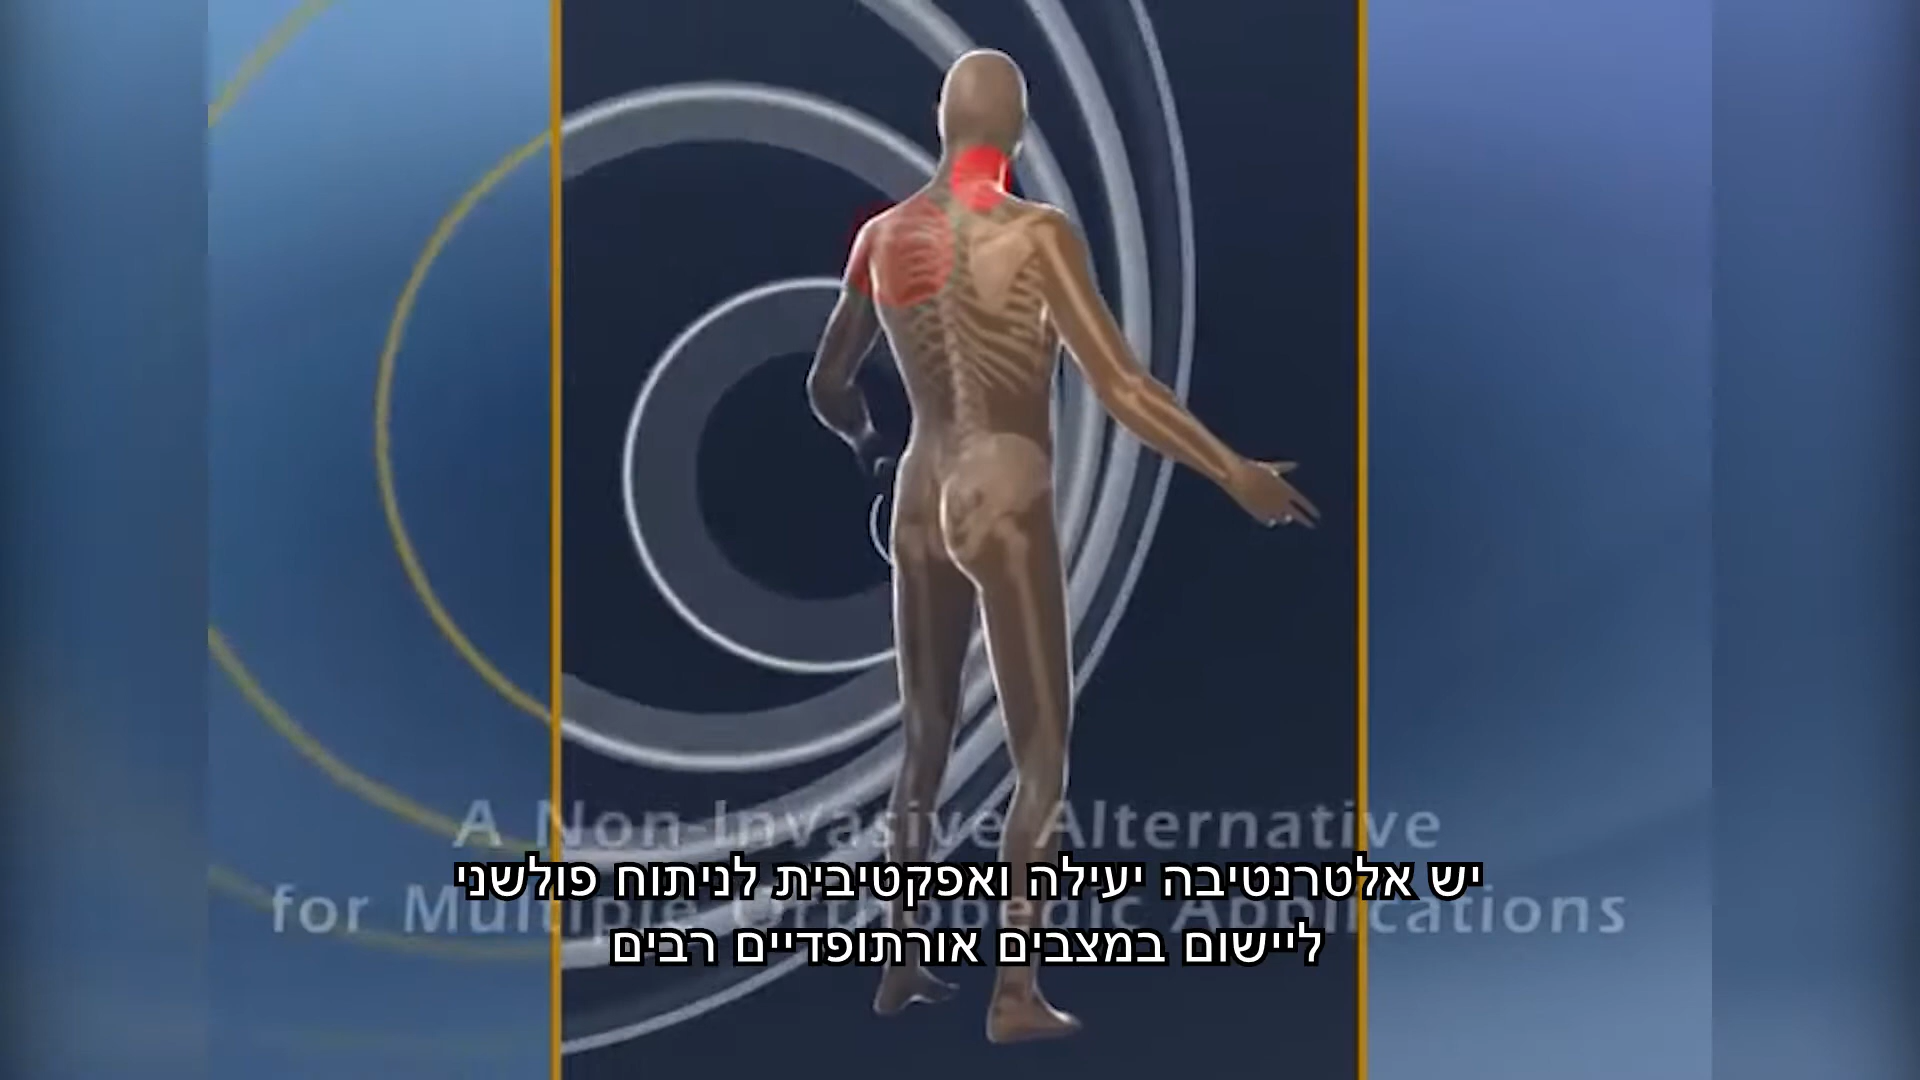 A Non-Invasive Alternative
for Multiple Orthopedic Applications
יש אלטרנטיבה יעילה ואפקטיבית לניתוח פולשני
ליישום במצבים אורתופדיים רבים